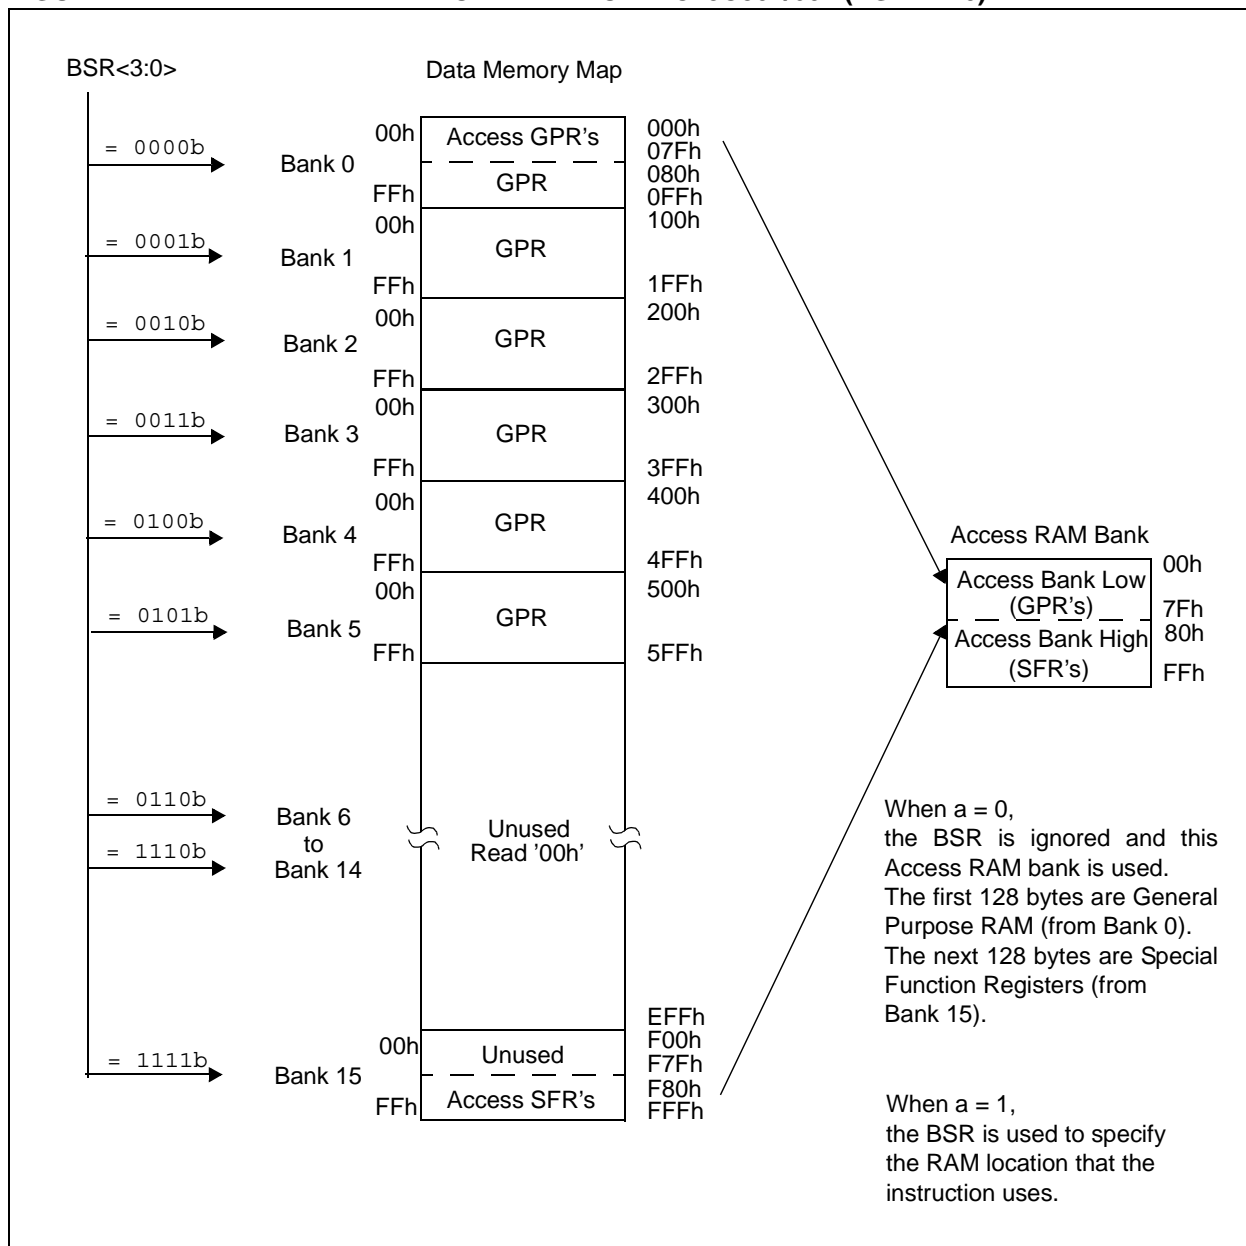 BSR<3:0>
Data Memory Map
= 0000b
Bank 0
00h
Access GPR's
000h
07Fh
080h
FFh
GPR
0FFh
= 0001b
Bank 1
00h
GPR
100h
FFh
1FFh
= 0010b
Bank 2
00h
GPR
200h
FFh
2FFh
= 0011b
Bank 3
00h
GPR
300h
FFh
3FFh
= 0100b
Bank 4
00h
GPR
400h
FFh
4FFh
= 0101b
Bank 5
00h
GPR
500h
FFh
5FFh
= 0110b
= 1110b
Bank 6
to
Bank 14
Unused
Read '00h'
EFFh
= 1111b
Bank 15
00h
Unused
F00h
F7Fh
F80h
FFh
Access SFR's
FFFh
Access RAM Bank
Access Bank Low
(GPR's)
00h
7Fh
Access Bank High
(SFR's)
80h
FFh
When a = 0,
the BSR is ignored and this
Access RAM bank is used.
The first 128 bytes are General
Purpose RAM (from Bank 0).
The next 128 bytes are Special
Function Registers (from
Bank 15).
When a = 1,
the BSR is used to specify
the RAM location that the
instruction uses.